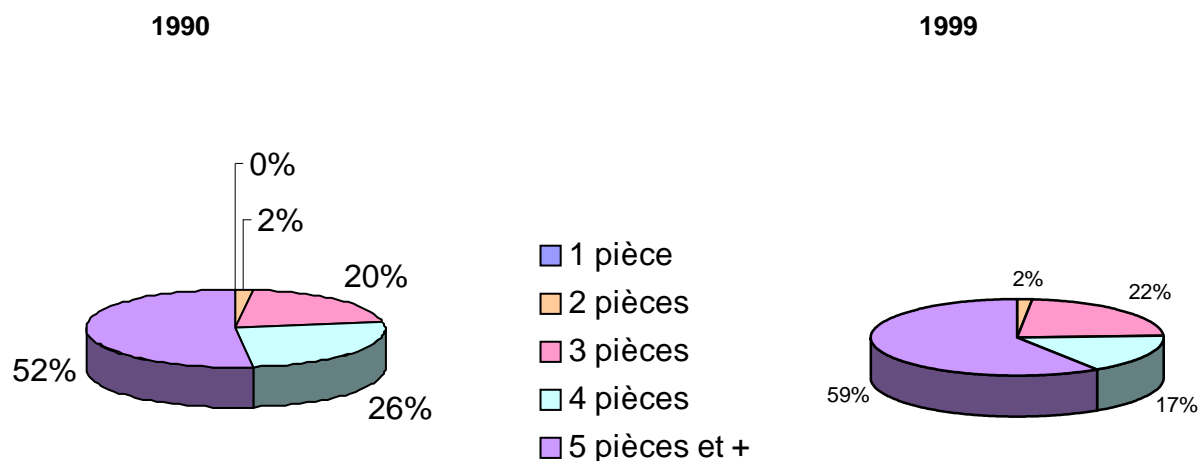 1990
1999
0%
2%
20%
52%
26%
1 pièce
2 pièces
3 pièces
4 pièces
5 pièces et +
2%
22%
59%
17%